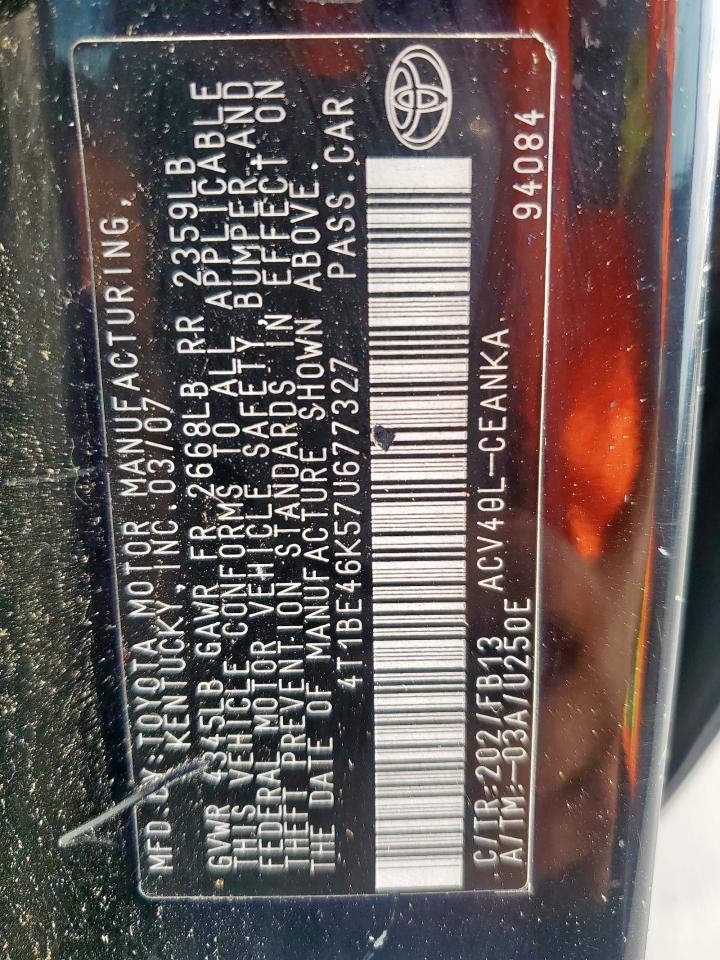 MFD.BY:TOYOTA MOTOR MANUFACTURING,
KENTUCKY,INC.03/07
GVWR 4345LB GAWR FR 2668LB RR 2359LB
THIS VEHICLE CONFORMS TO ALL APPLICABLE
FEDERAL MOTOR VEHICLE SAFETY, BUMPER,AND
THEFT PREVENTION STANDARDS IN EFFECT ON
THE DATE OF MANUFACTURE SHOWN ABOVE.
4T1BE46K57U677327 PASS.CAR
C/TR:202/FB13 ACV40L-CEANKA 94084
A/TM:-03A/U250E